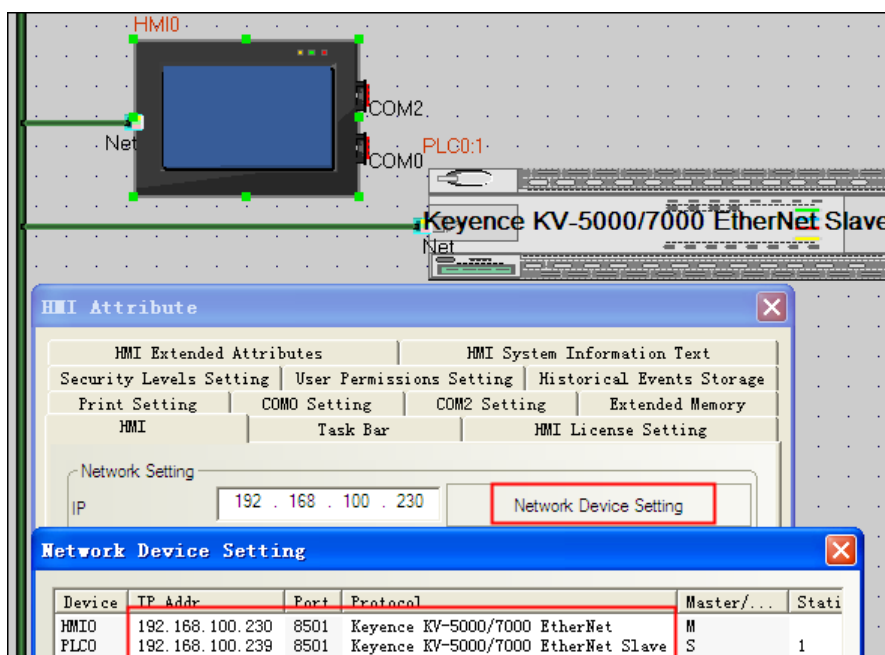 HMI0
COM2
Net
COM0
PLC0:1
Keyence KV-5000/7000 EtherNet Slave
Net
HMI Attribute
HMI Extended Attributes HMI System Information Text
Security Levels Setting User Permissions Setting Historical Events Storage
Print Setting COM0 Setting COM2 Setting Extended Memory
HMI Task Bar HMI License Setting
Network Setting
IP 192 . 168 . 100 . 230 Network Device Setting
Network Device Setting
Device IP Addr Port Protocol Master/... Stati
HMI0 192.168.100.230 8501 Keyence KV-5000/7000 EtherNet M
PLC0 192.168.100.239 8501 Keyence KV-5000/7000 EtherNet Slave S 1